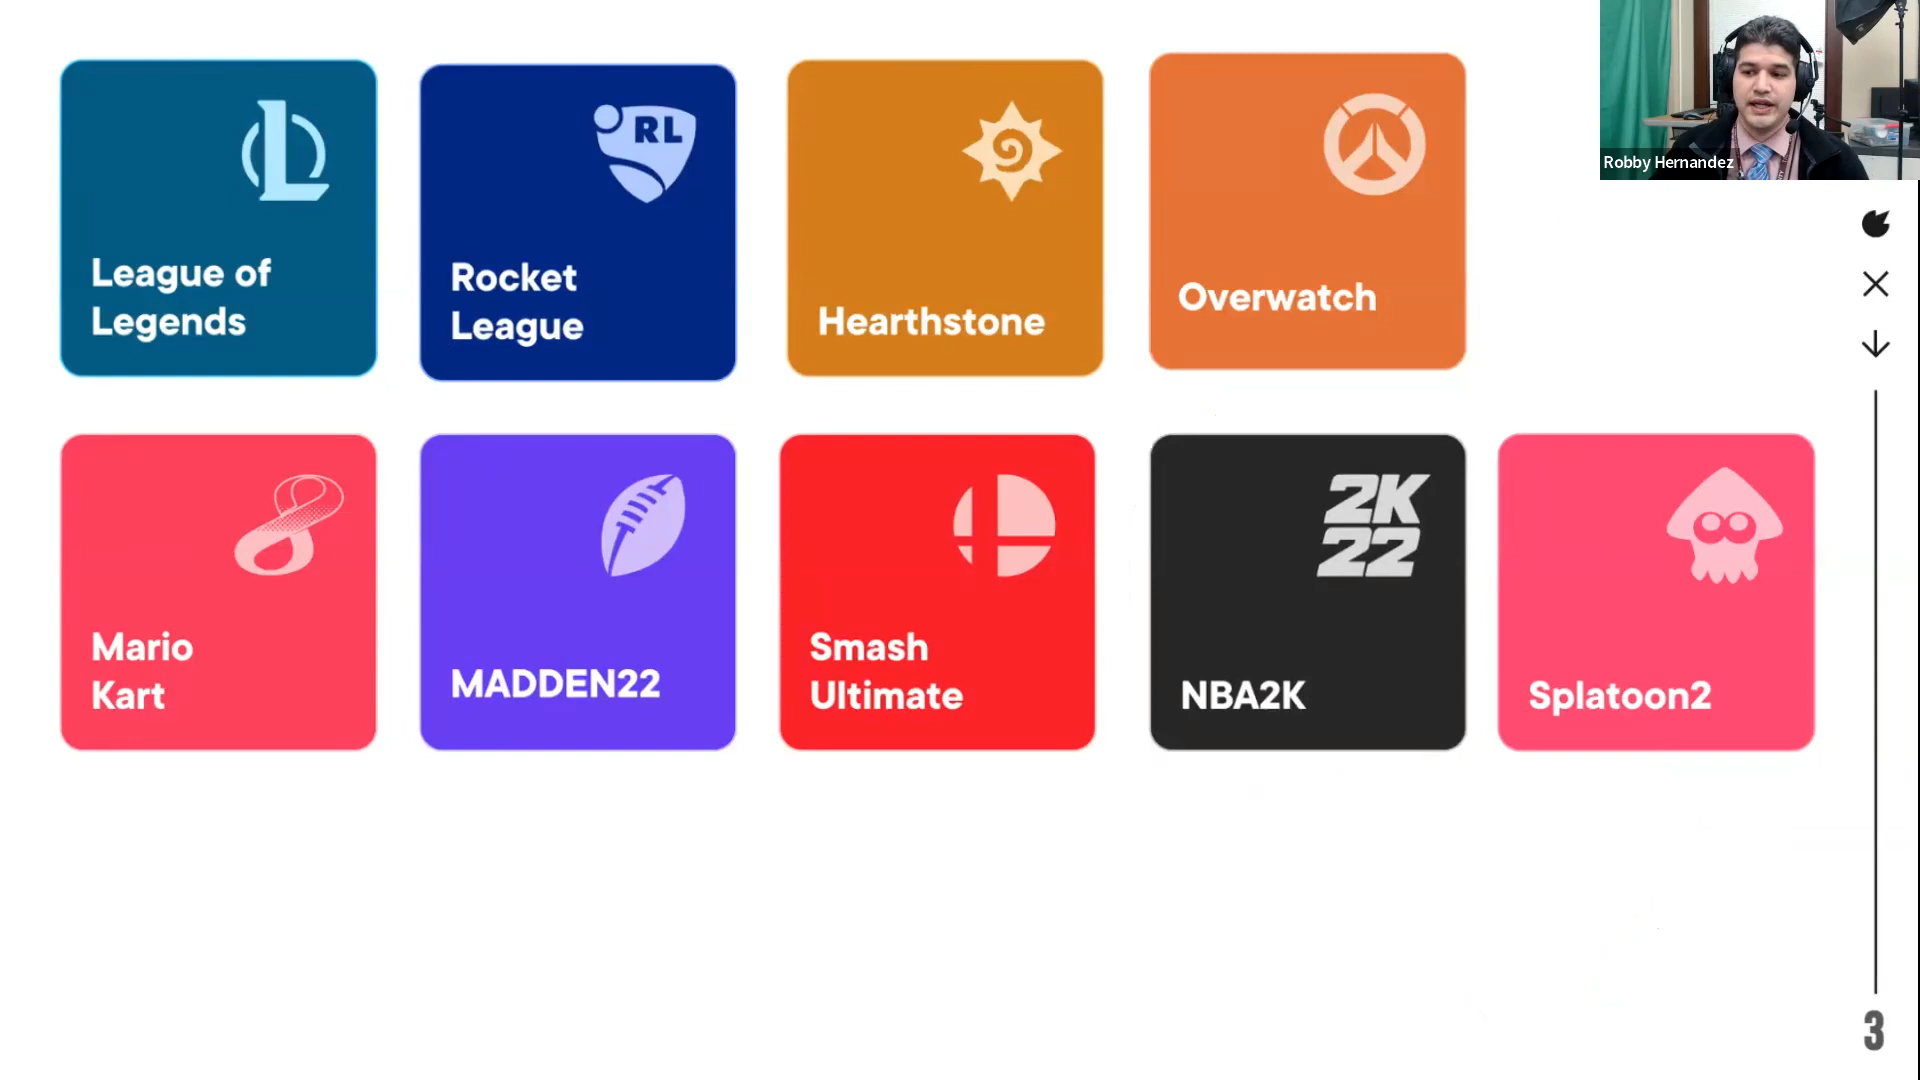 League of
Legends
RL
Rocket
League
Hearthstone
Overwatch
Robby Hernandez
Mario
Kart
MADDEN22
Smash
Ultimate
2K
22
NBA2K
Splatoon2
3